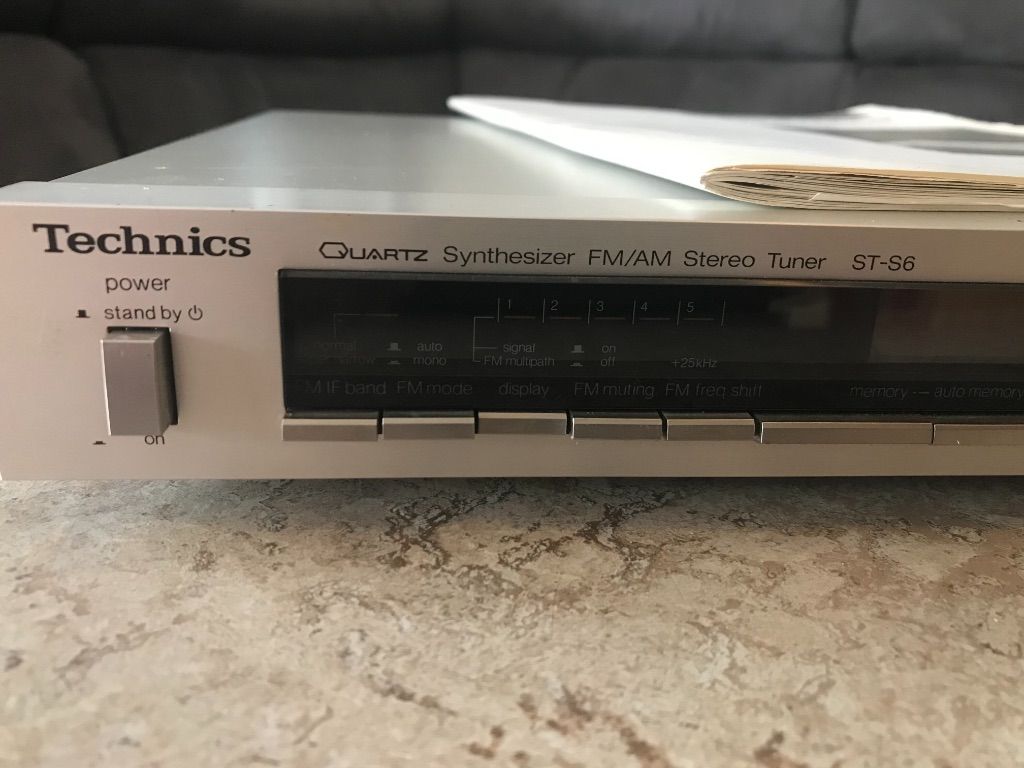 Technics
QUARTZ Synthesizer FM/AM Stereo Tuner ST-S6
power
stand by
on
1 2 3 4 5
normal auto signal on
narrow mono FM multipath off +25kHz
FM IF band FM mode display FM muting FM freq shift memory auto memory